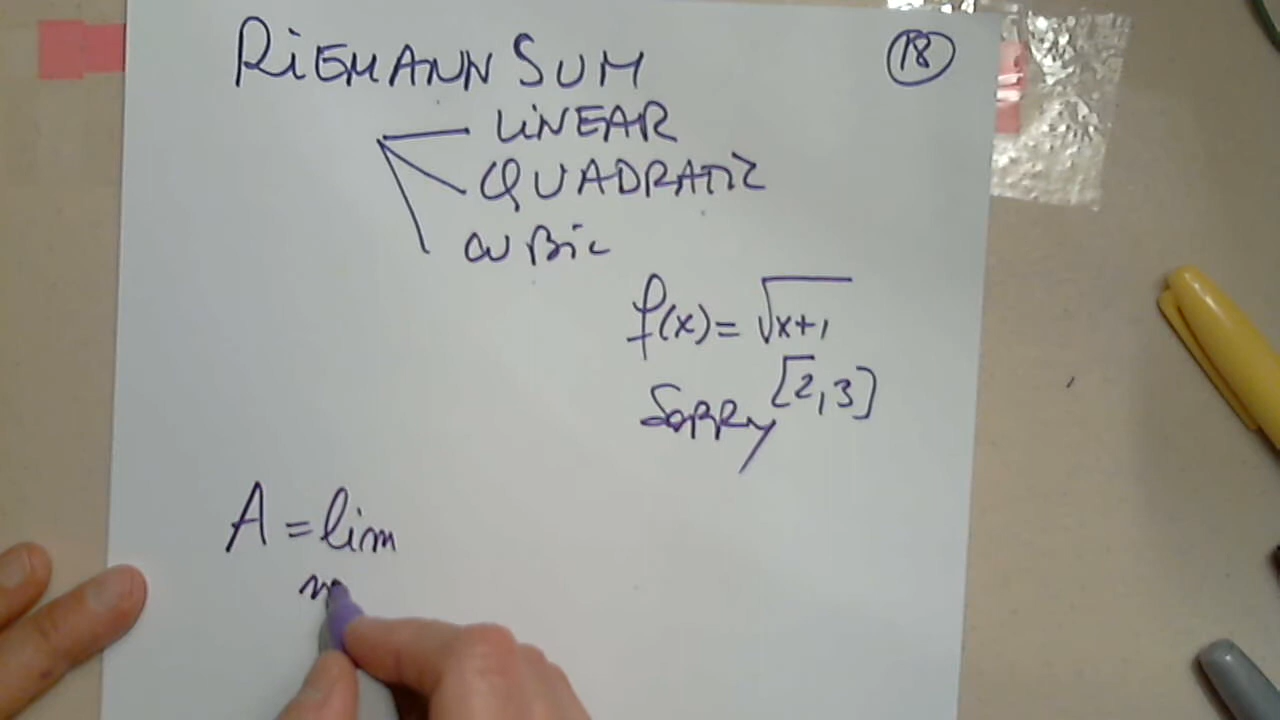 RiEMANN SUM
18
LiNEAR
QUADRATIC
CUBiC
f(x) = √x+1
[2,3]
SORRY
A = lim
n